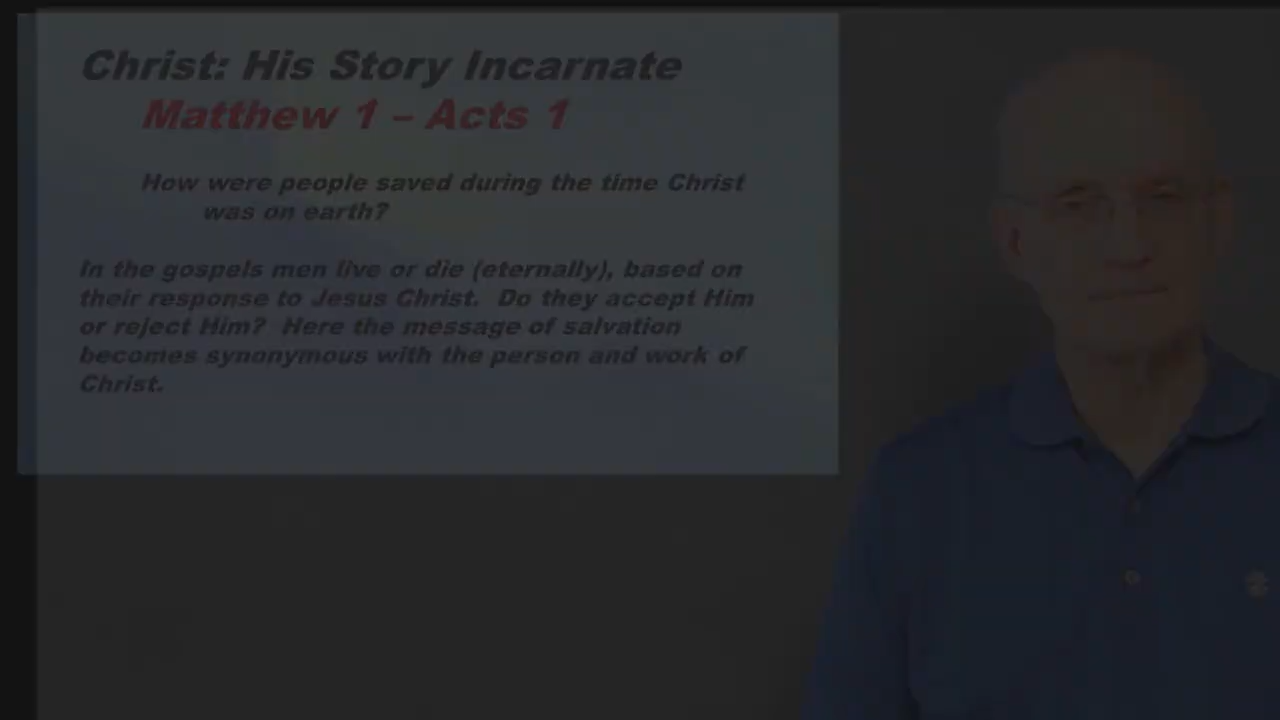 Christ: His Story Incarnate
Matthew 1 – Acts 1
How were people saved during the time Christ
was on earth?
In the gospels men live or die (eternally), based on
their response to Jesus Christ.  Do they accept Him
or reject Him?  Here the message of salvation
becomes synonymous with the person and work of
Christ.